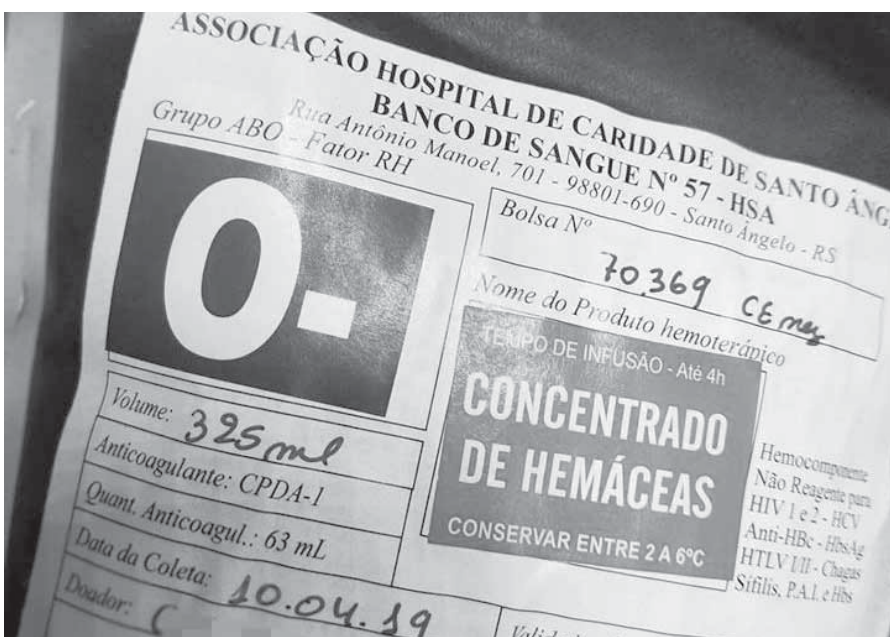 ASSOCIAÇÃO HOSPITAL DE CARIDADE DE SANTO ÂNG
BANCO DE SANGUE Nº 57 - HSA
Rua Antônio Manoel, 701 - 98801-690 - Santo Ângelo - RS
Grupo ABO - Fator RH
O-
Bolsa Nº
70.369 CE
Nome do Produto hemoterápico
TEMPO DE INFUSÃO - Até 4h
CONCENTRADO
DE HEMÁCEAS
CONSERVAR ENTRE 2 A 6ºC
Hemocomponente
Não Reagente para:
HIV 1 e 2 - HCV
Anti-HBc - HbsAg
HTLV I/II - Chagas
Sífilis, P.A.I. e Hbs
Volume: 325 ml
Anticoagulante: CPDA-1
Quant. Anticoagul.: 63 mL
Data da Coleta: 10.04.19
Doador: C